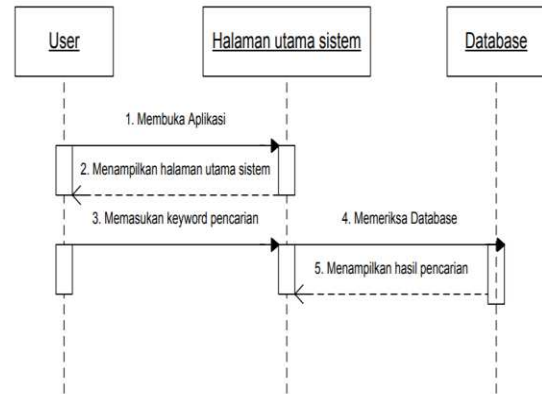 User
Halaman utama sistem
Database
1. Membuka Aplikasi
2. Menampilkan halaman utama sistem
3. Memasukan keyword pencarian
4. Memeriksa Database
5. Menampilkan hasil pencarian